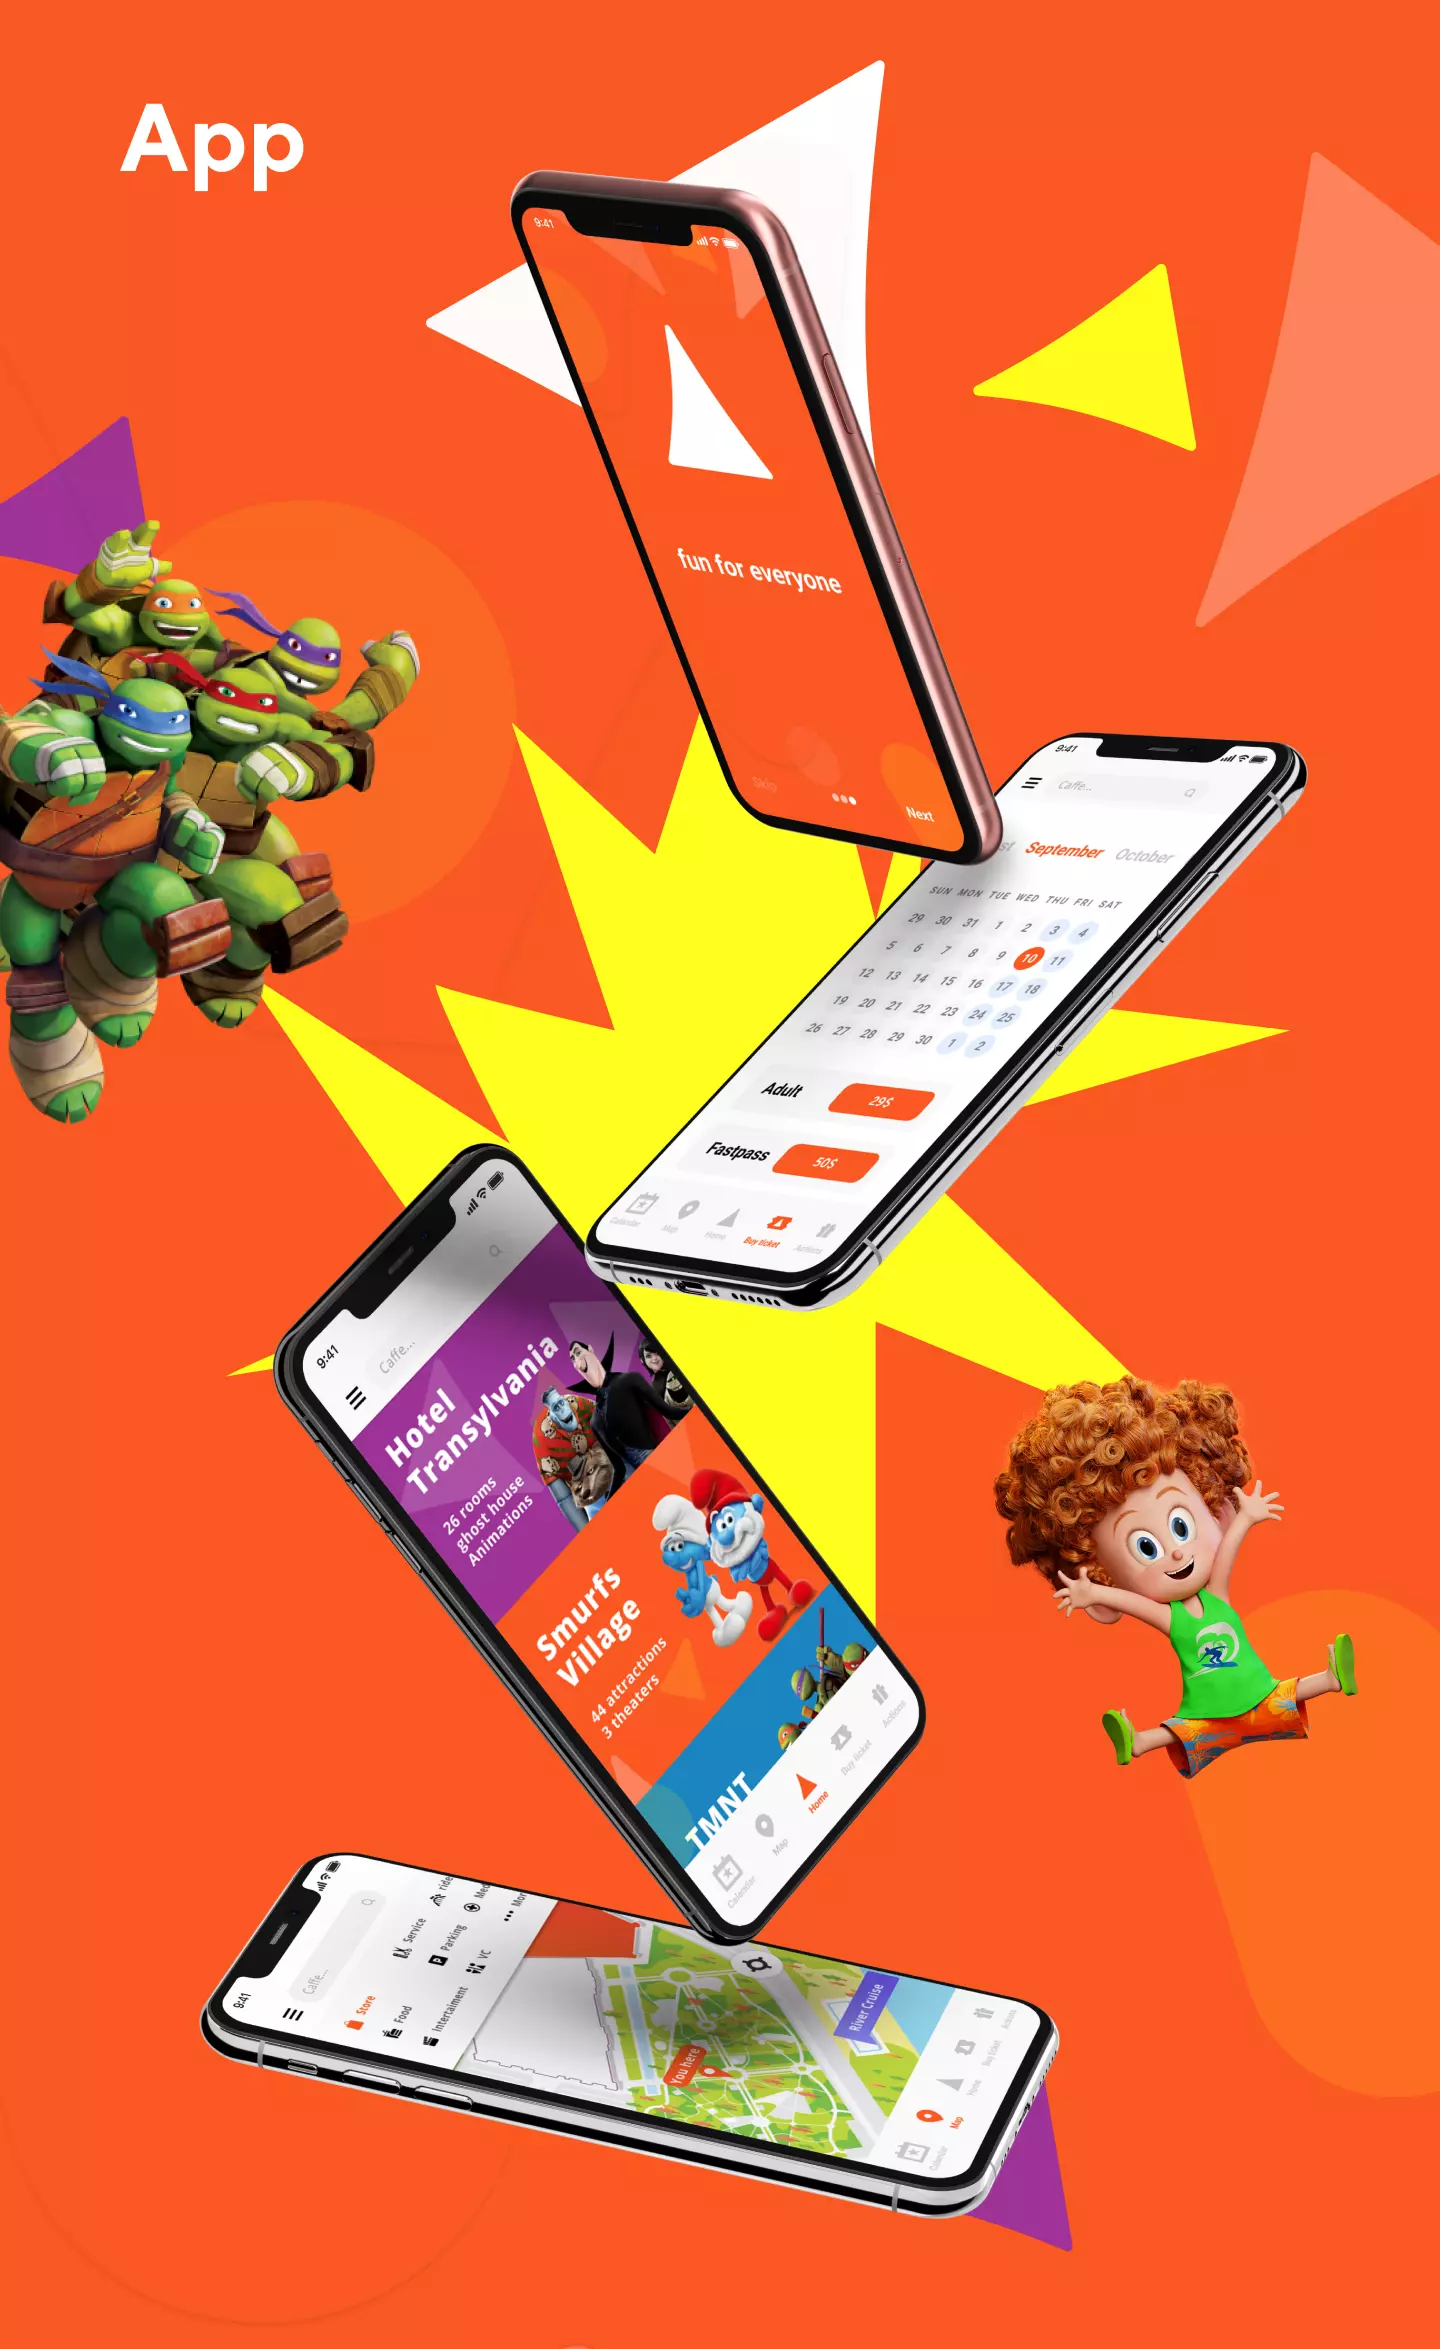 App
9:41
fun for everyone
Skip
Next
9:41
Caffe...
st September October
SUN MON TUE WED THU FRI SAT
29 30 31 1 2 3 4
5 6 7 8 9 10 11
12 13 14 15 16 17 18
19 20 21 22 23 24 25
26 27 28 29 30 1 2
Adult 29$
Fastpass 50$
Calendar Map Home Buy ticket Actions
9:41
Caffe...
Hotel
Transylvania
26 rooms
ghost house
Animations
Smurfs
Village
44 attractions
3 theaters
TMNT
Calendar Map Home Buy ticket Actions
9:41
Caffe...
Store Service ride
Food Parking Med
Intertaiment VC Mor
You here
River Cruise
Calendar Map Home Buy ticket Actions